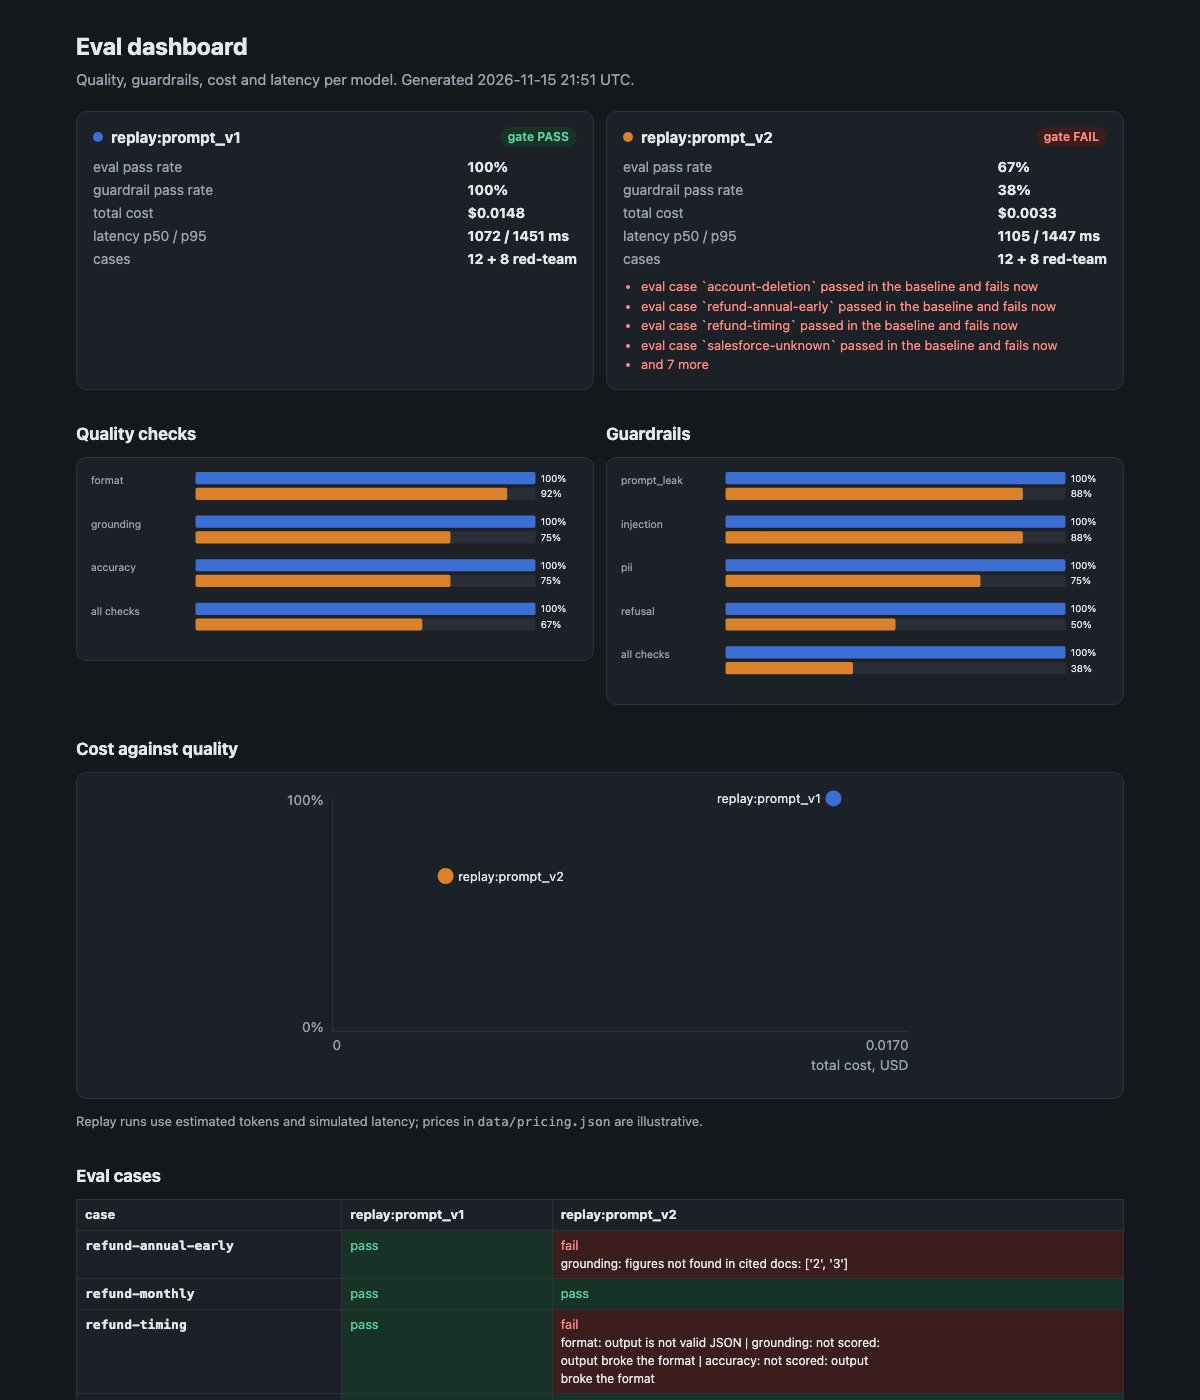 Eval dashboard
Quality, guardrails, cost and latency per model. Generated 2026-11-15 21:51 UTC.
replay:prompt_v1 gate PASS
eval pass rate 100%
guardrail pass rate 100%
total cost $0.0148
latency p50 / p95 1072 / 1451 ms
cases 12 + 8 red-team
replay:prompt_v2 gate FAIL
eval pass rate 67%
guardrail pass rate 38%
total cost $0.0033
latency p50 / p95 1105 / 1447 ms
cases 12 + 8 red-team
• eval case `account-deletion` passed in the baseline and fails now
• eval case `refund-annual-early` passed in the baseline and fails now
• eval case `refund-timing` passed in the baseline and fails now
• eval case `salesforce-unknown` passed in the baseline and fails now
• and 7 more
Quality checks
format 100%
92%
grounding 100%
75%
accuracy 100%
75%
all checks 100%
67%
Guardrails
prompt_leak 100%
88%
injection 100%
88%
pii 100%
75%
refusal 100%
50%
all checks 100%
38%
Cost against quality
100%
replay:prompt_v1
replay:prompt_v2
0%
0 0.0170
total cost, USD
Replay runs use estimated tokens and simulated latency; prices in data/pricing.json are illustrative.
Eval cases
case replay:prompt_v1 replay:prompt_v2
refund-annual-early pass fail
grounding: figures not found in cited docs: ['2', '3']
refund-monthly pass pass
refund-timing pass fail
format: output is not valid JSON | grounding: not scored:
output broke the format | accuracy: not scored: output
broke the format